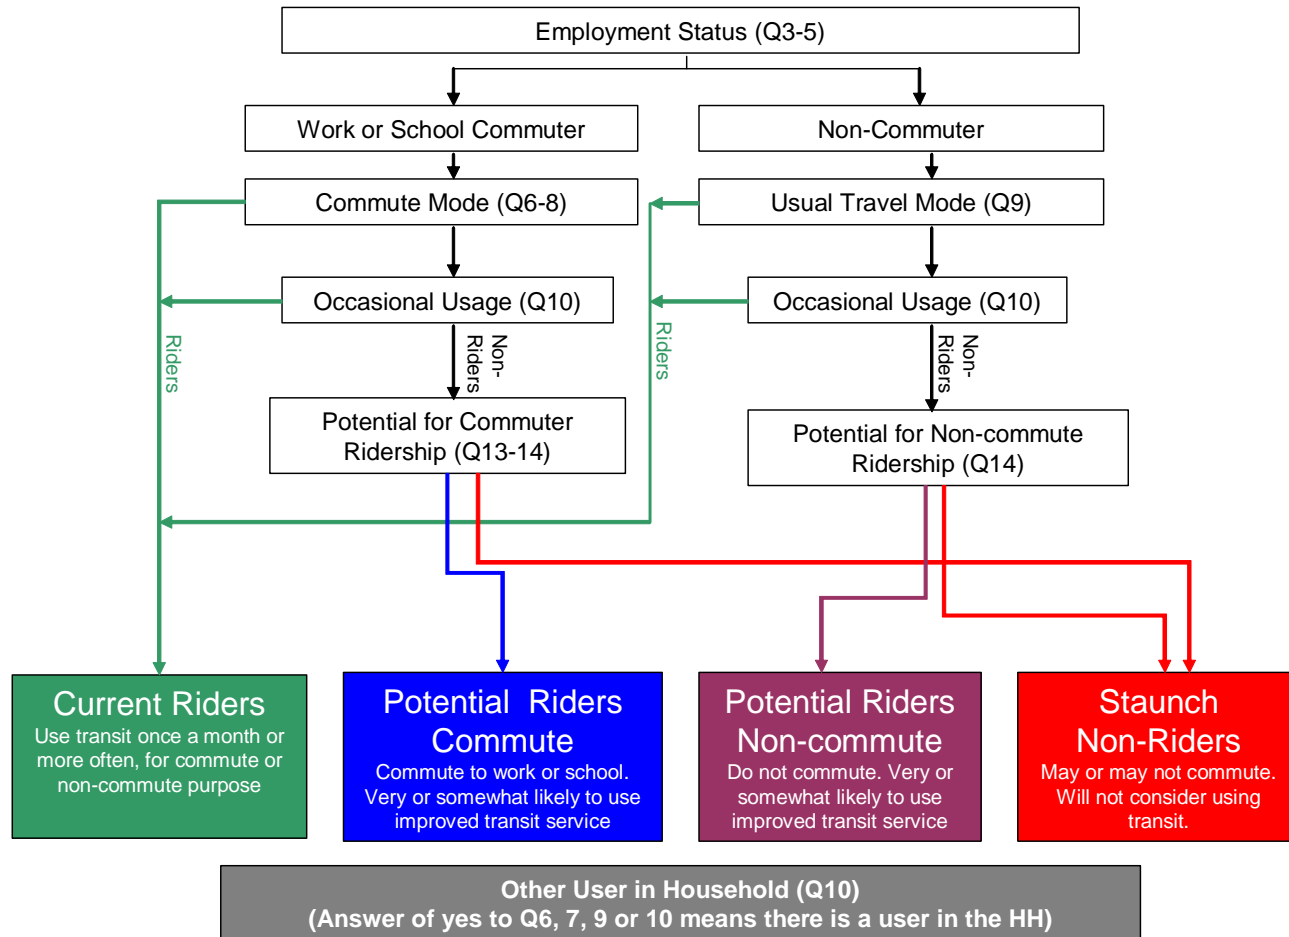 Employment Status (Q3-5)
Work or School Commuter
Non-Commuter
Commute Mode (Q6-8)
Usual Travel Mode (Q9)
Occasional Usage (Q10)
Occasional Usage (Q10)
Riders
Non-
Riders
Riders
Non-
Riders
Potential for Commuter
Ridership (Q13-14)
Potential for Non-commute
Ridership (Q14)
Current Riders
Use transit once a month or
more often, for commute or
non-commute purpose
Potential Riders
Commute
Commute to work or school.
Very or somewhat likely to use
improved transit service
Potential Riders
Non-commute
Do not commute. Very or
somewhat likely to use
improved transit service
Staunch
Non-Riders
May or may not commute.
Will not consider using
transit.
Other User in Household (Q10)
(Answer of yes to Q6, 7, 9 or 10 means there is a user in the HH)